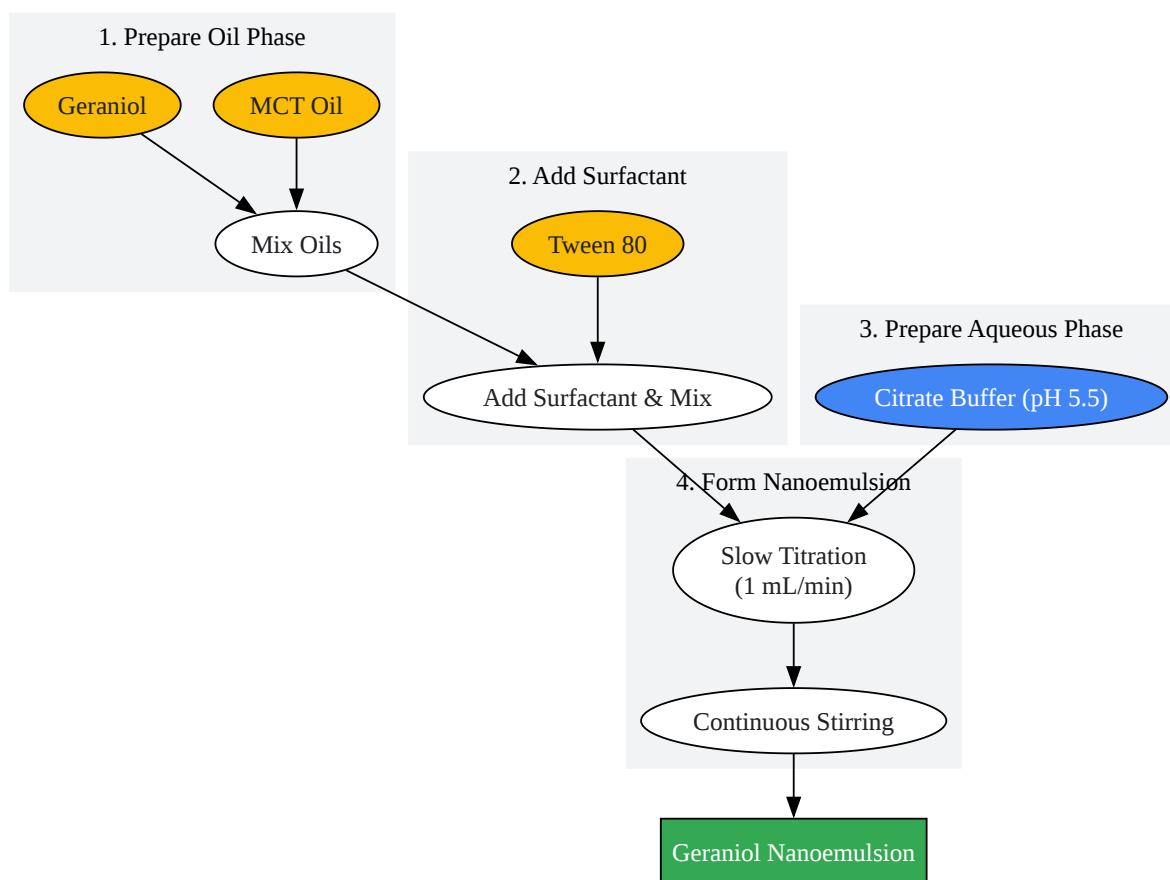 1. Prepare Oil Phase
Geraniol
MCT Oil
Mix Oils
2. Add Surfactant
Tween 80
Add Surfactant & Mix
3. Prepare Aqueous Phase
Citrate Buffer (pH 5.5)
4. Form Nanoemulsion
Slow Titration
(1 mL/min)
Continuous Stirring
Geraniol Nanoemulsion